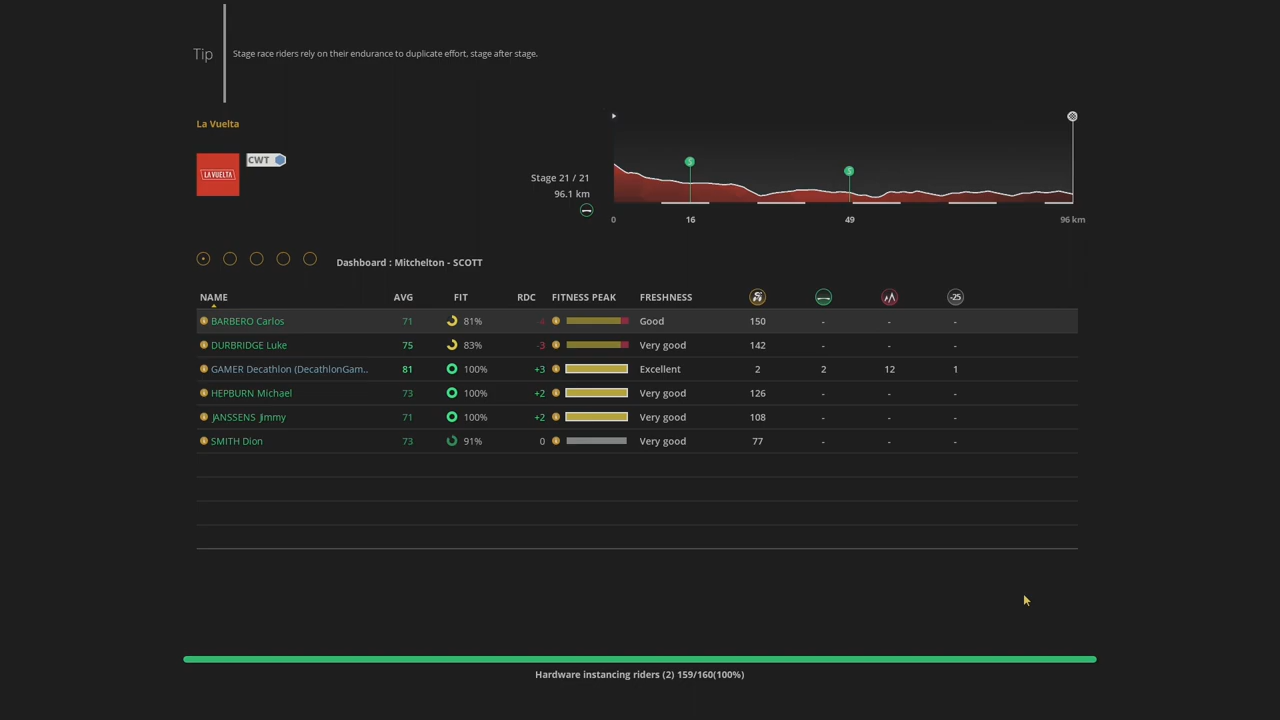 Tip
Stage race riders rely on their endurance to duplicate effort, stage after stage.
La Vuelta
LA VUELTA
CWT
Stage 21 / 21
96.1 km
S
S
0 16 49 96 km
Dashboard : Mitchelton - SCOTT
NAME AVG FIT RDC FITNESS PEAK FRESHNESS -25
BARBERO Carlos 71 81% Good 150 - - -
DURBRIDGE Luke 75 83% -3 Very good 142 - - -
GAMER Decathlon (DecathlonGam.. 81 100% +3 Excellent 2 2 12 1
HEPBURN Michael 73 100% +2 Very good 126 - - -
JANSSENS Jimmy 71 100% +2 Very good 108 - - -
SMITH Dion 73 91% 0 Very good 77 - - -
Hardware instancing riders (2) 159/160(100%)